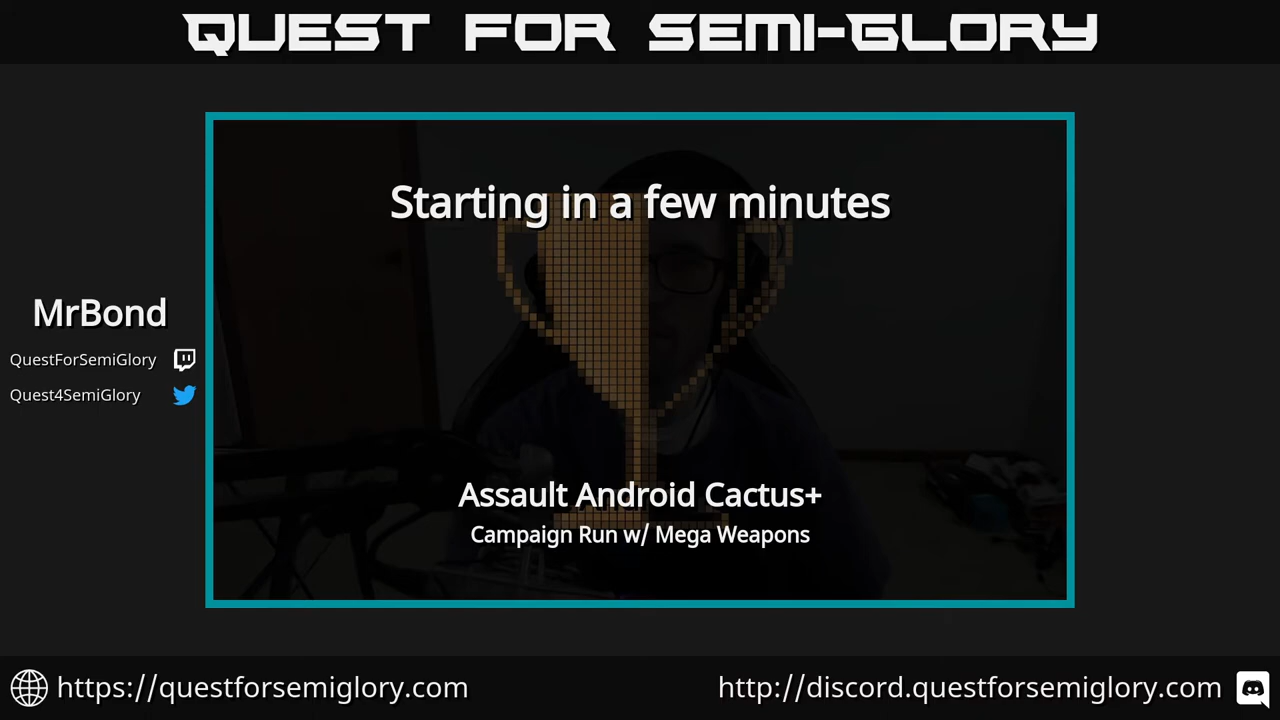 QUEST FOR SEMI-GLORY
Starting in a few minutes
MrBond
QuestForSemiGlory
Quest4SemiGlory
Assault Android Cactus+
Campaign Run w/ Mega Weapons
https://questforsemiglory.com
http://discord.questforsemiglory.com